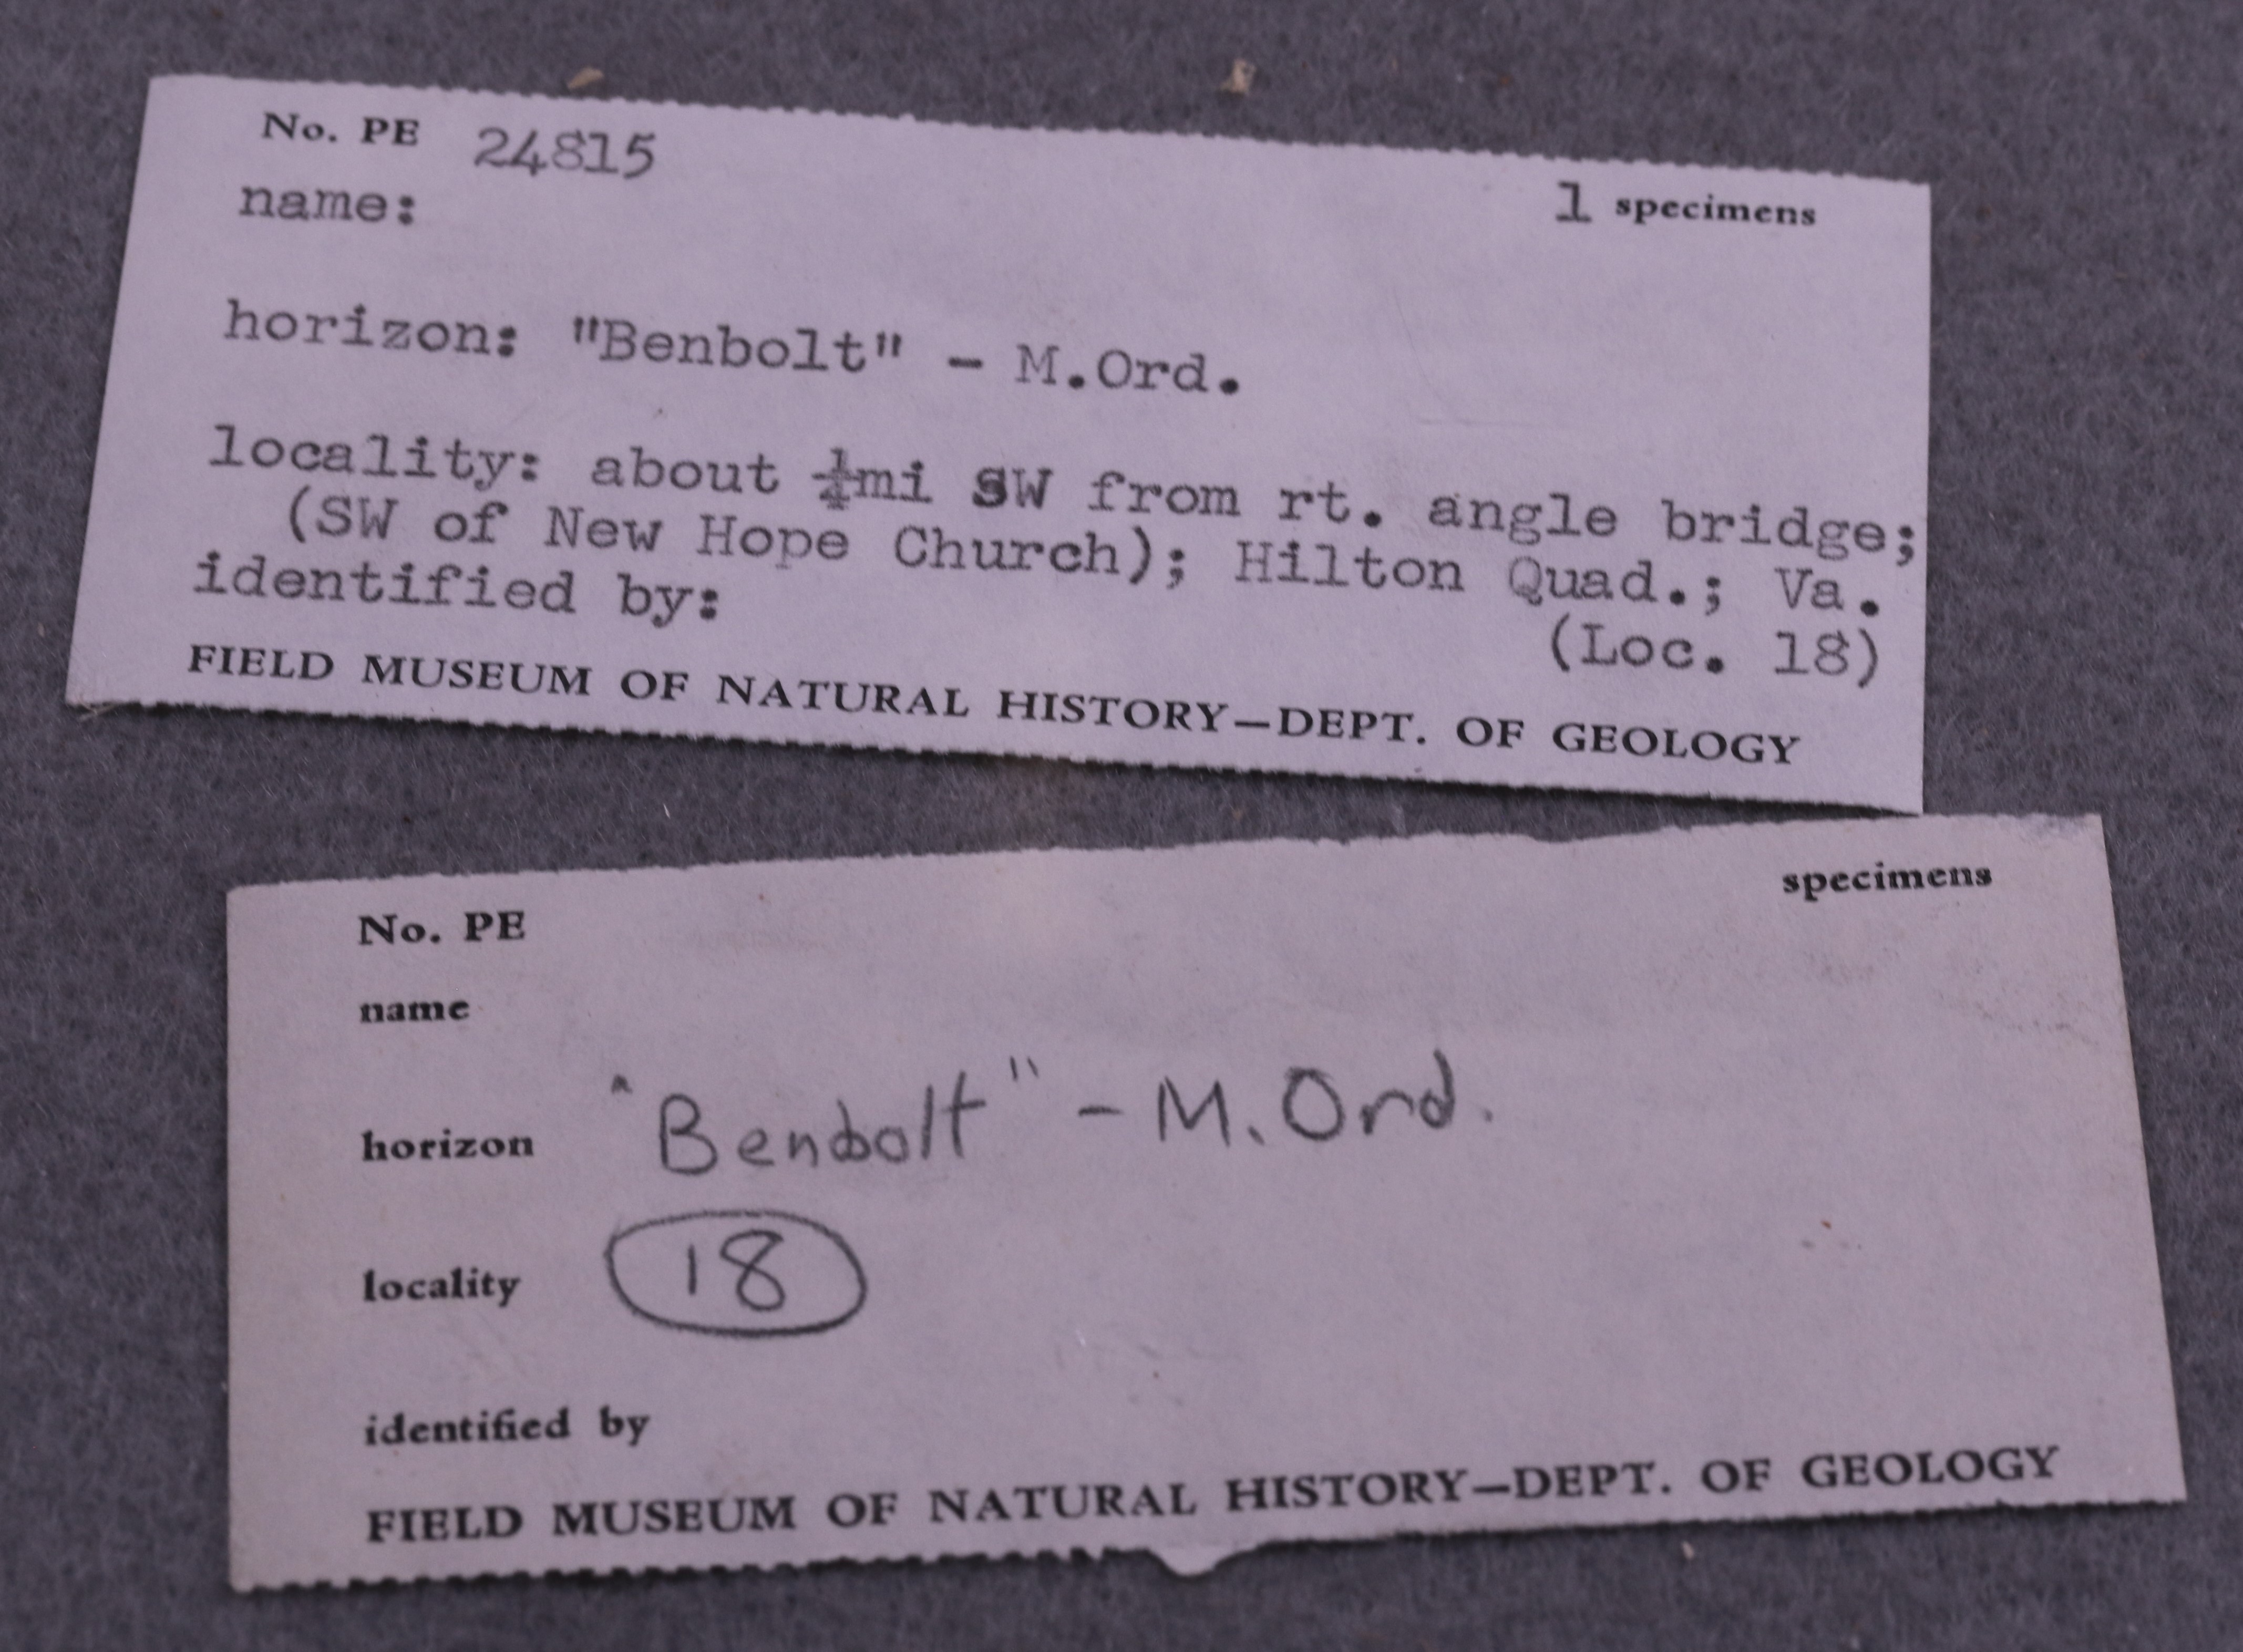 No. PE 24815
1 specimens
name:
horizon: "Benbolt" - M.Ord.
locality: about ¼mi SW from rt. angle bridge;
(SW of New Hope Church); Hilton Quad.; Va.
identified by:
(Loc. 18)
FIELD MUSEUM OF NATURAL HISTORY—DEPT. OF GEOLOGY
specimens
No. PE
name
horizon "Benbolt" - M. Ord.
locality 18
identified by
FIELD MUSEUM OF NATURAL HISTORY—DEPT. OF GEOLOGY